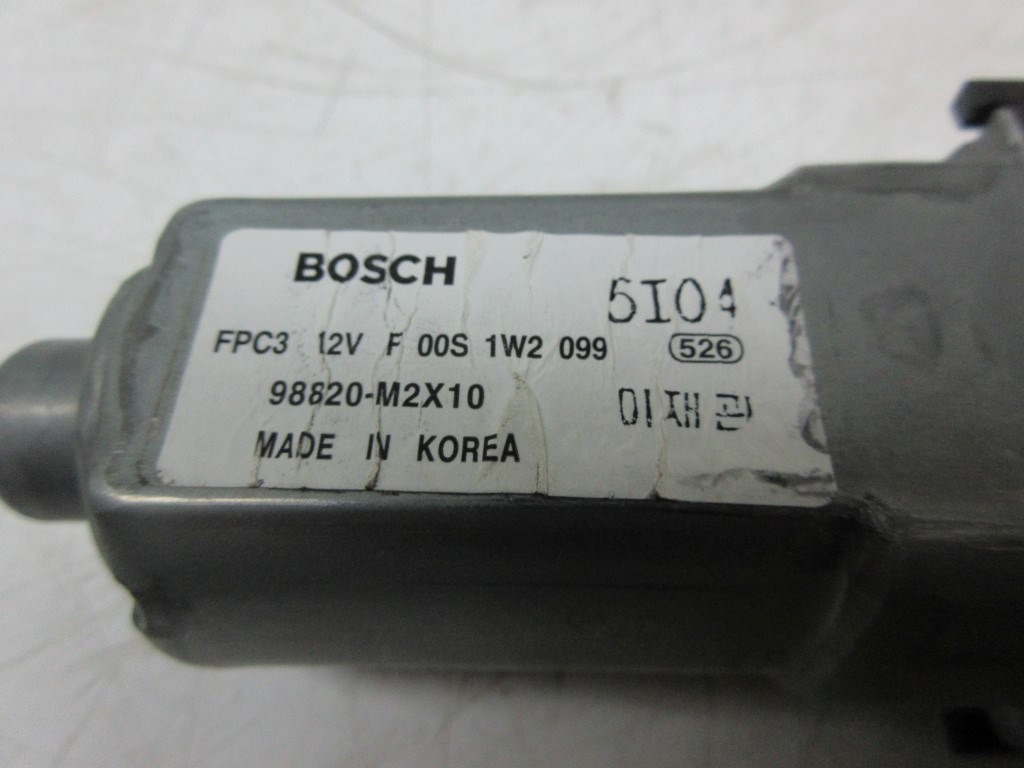 BOSCH
5I04
FPC3 12V F 00S 1W2 099
526
98820-M2X10
이재관
MADE IN KOREA